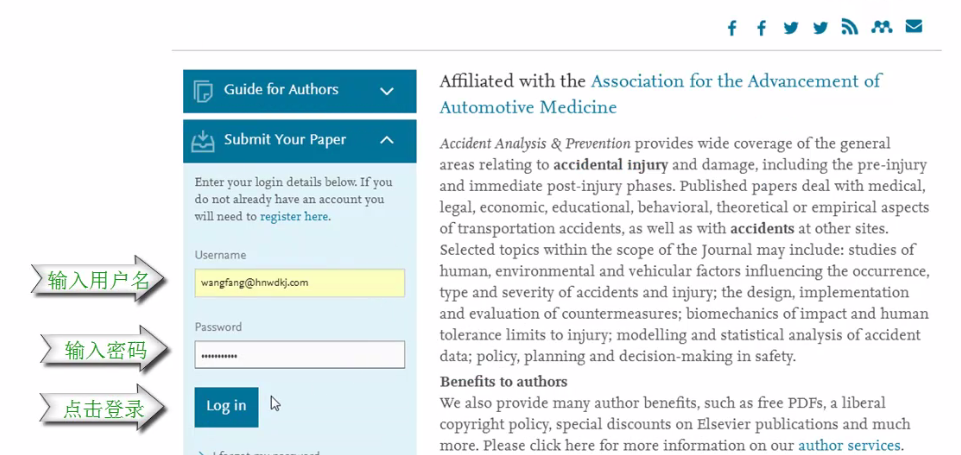 Guide for Authors
Submit Your Paper
Enter your login details below. If you
do not already have an account you
will need to register here.
Username
输入用户名
wangfang@hnwdkj.com
Password
输入密码
•••••••••••
点击登录
Log in
I forgot my password
Affiliated with the Association for the Advancement of
Automotive Medicine
Accident Analysis & Prevention provides wide coverage of the general
areas relating to accidental injury and damage, including the pre-injury
and immediate post-injury phases. Published papers deal with medical,
legal, economic, educational, behavioral, theoretical or empirical aspects
of transportation accidents, as well as with accidents at other sites.
Selected topics within the scope of the Journal may include: studies of
human, environmental and vehicular factors influencing the occurrence,
type and severity of accidents and injury; the design, implementation
and evaluation of countermeasures; biomechanics of impact and human
tolerance limits to injury; modelling and statistical analysis of accident
data; policy, planning and decision-making in safety.
Benefits to authors
We also provide many author benefits, such as free PDFs, a liberal
copyright policy, special discounts on Elsevier publications and much
more. Please click here for more information on our author services.